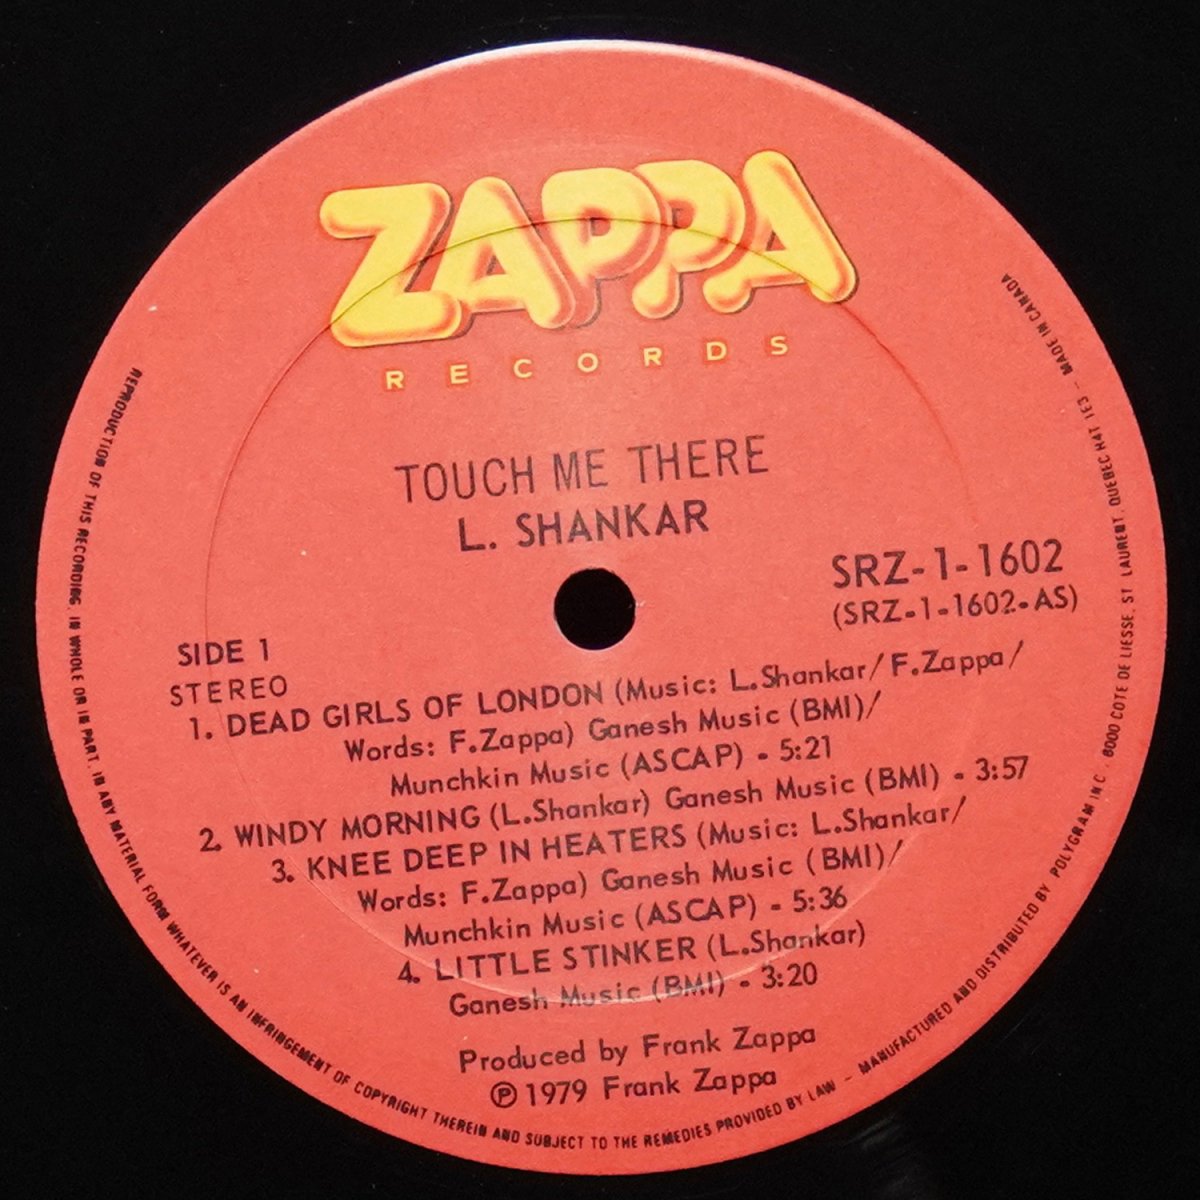 ZAPPA
RECORDS
TOUCH ME THERE
L. SHANKAR
SRZ-1-1602
(SRZ-1-1602-AS)
SIDE 1
STEREO
1. DEAD GIRLS OF LONDON (Music: L.Shankar/F.Zappa/
Words: F.Zappa) Ganesh Music (BMI)/
Munchkin Music (ASCAP) - 5:21
2. WINDY MORNING (L.Shankar) Ganesh Music (BMI) - 3:57
3. KNEE DEEP IN HEATERS (Music: L.Shankar/
Words: F.Zappa) Ganesh Music (BMI)/
Munchkin Music (ASCAP) - 5:36
4. LITTLE STINKER (L.Shankar)
Ganesh Music (BMI) - 3:20
Produced by Frank Zappa
℗ 1979 Frank Zappa
REPRODUCTION OF THIS RECORDING, IN WHOLE OR IN PART, IN ANY MATERIAL FORM WHATEVER IS AN INFRINGEMENT OF COPYRIGHT THEREIN AND SUBJECT TO THE REMEDIES PROVIDED BY LAW – MANUFACTURED AND DISTRIBUTED BY POLYGRAM INC., 8000 COTE DE LIESSE, ST LAURENT, QUEBEC H4T 1E3 – MADE IN CANADA